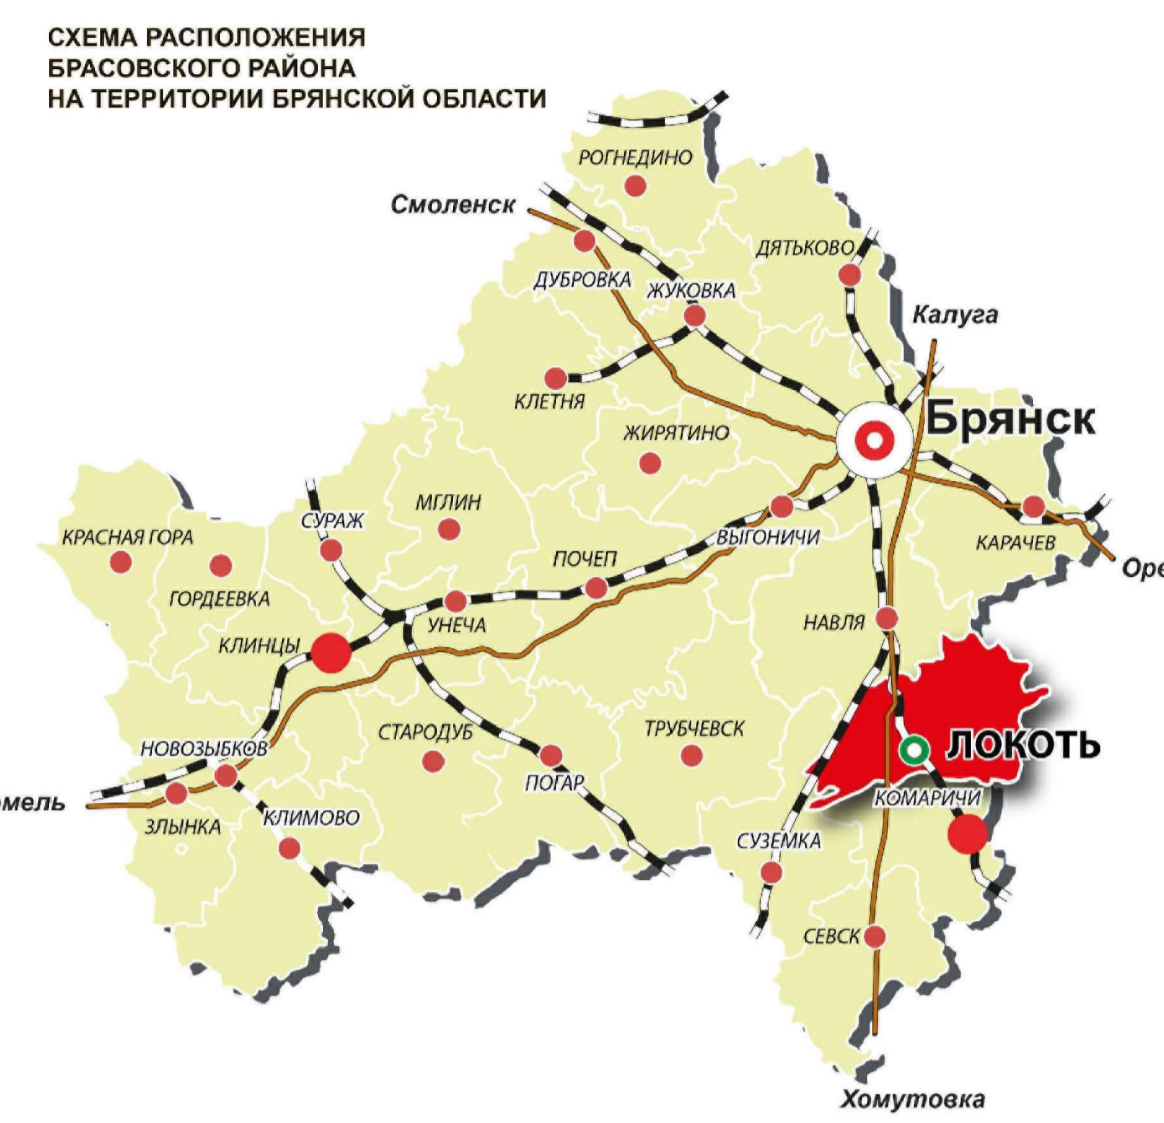 СХЕМА РАСПОЛОЖЕНИЯ
БРАСОВСКОГО РАЙОНА
НА ТЕРРИТОРИИ БРЯНСКОЙ ОБЛАСТИ
РОГНЕДИНО
Смоленск
ДЯТЬКОВО
ДУБРОВКА
ЖУКОВКА
Калуга
КЛЕТНЯ
Брянск
ЖИРЯТИНО
МГЛИН
СУРАЖ
КРАСНАЯ ГОРА
ВЫГОНИЧИ
КАРАЧЕВ
ПОЧЕП
Оре
ГОРДЕЕВКА
УНЕЧА
НАВЛЯ
КЛИНЦЫ
СТАРОДУБ
ТРУБЧЕВСК
НОВОЗЫБКОВ
ЛОКОТЬ
ПОГАР
КОМАРИЧИ
омель
КЛИМОВО
ЗЛЫНКА
СУЗЕМКА
СЕВСК
Хомутовка